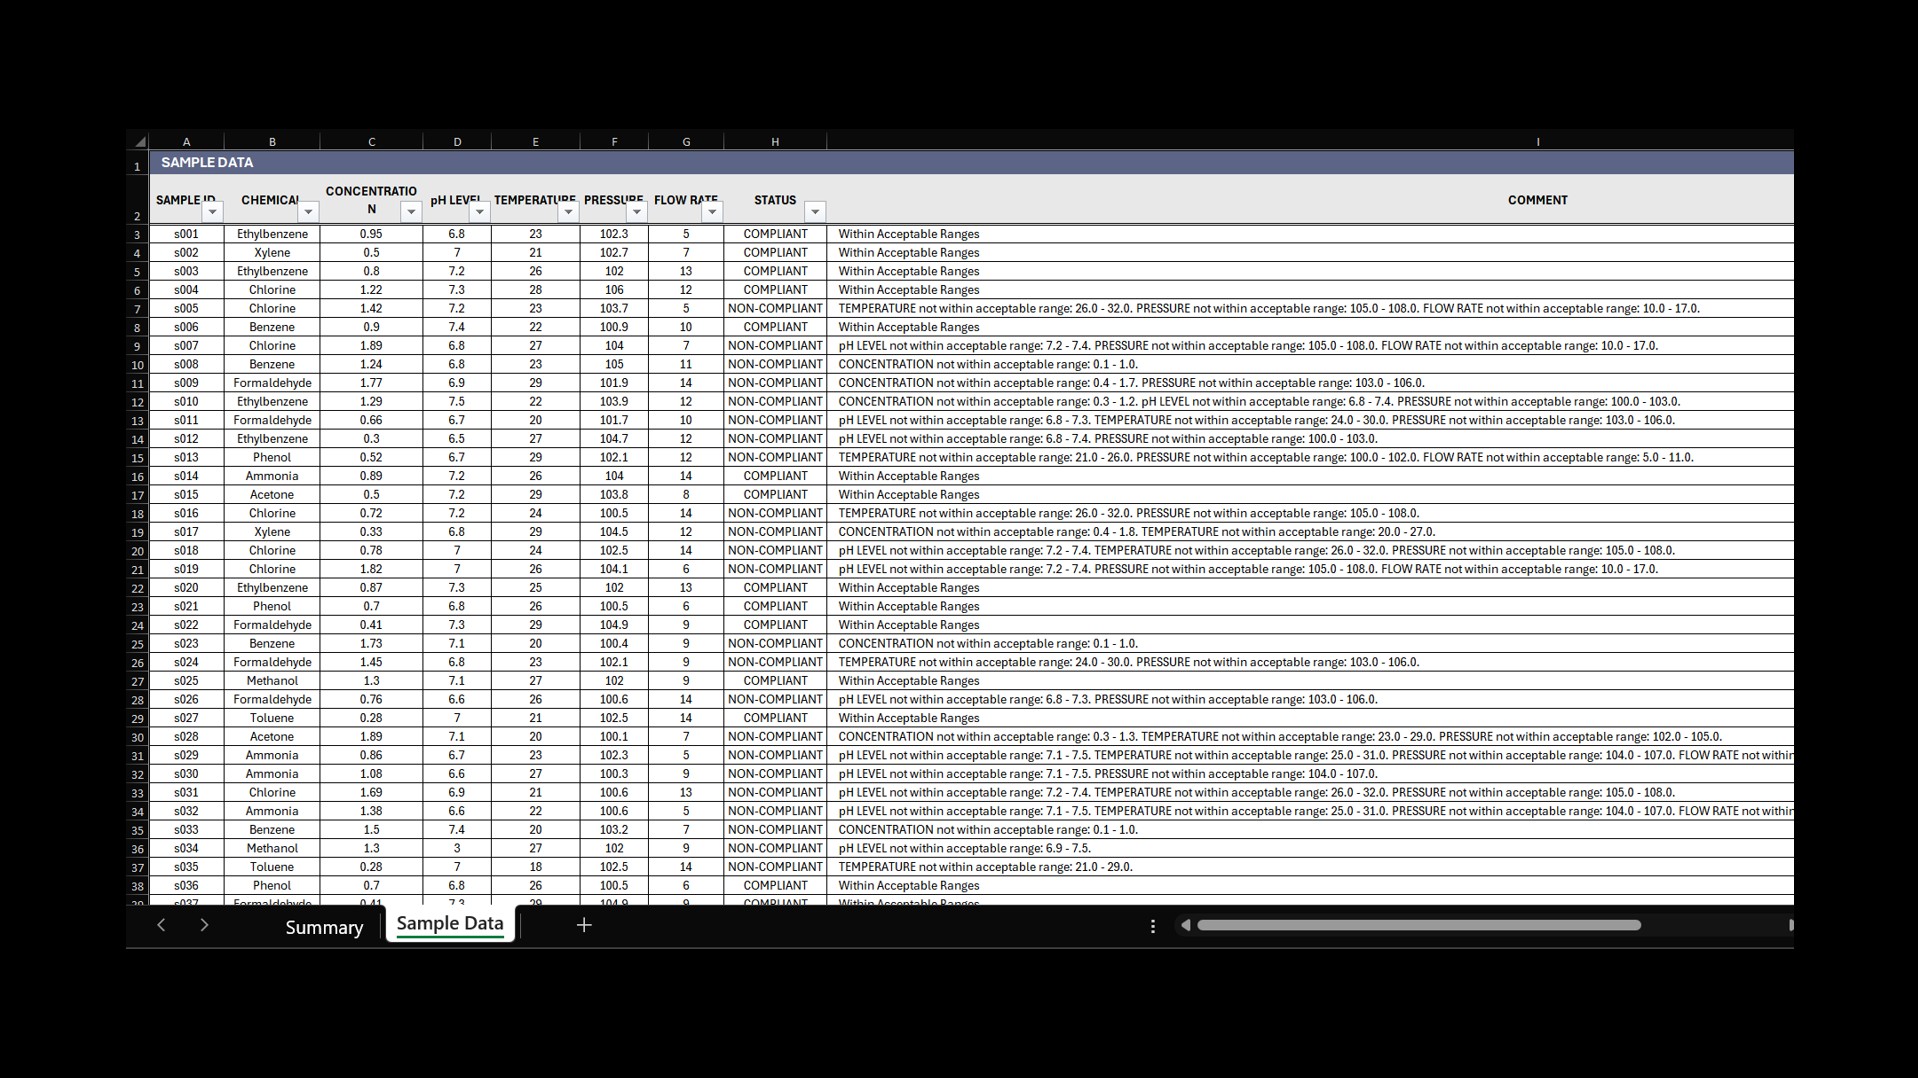 A B C D E F G H I
1 SAMPLE DATA
2 SAMPLE ID CHEMICAL CONCENTRATION pH LEVEL TEMPERATURE PRESSURE FLOW RATE STATUS COMMENT
3 s001 Ethylbenzene 0.95 6.8 23 102.3 5 COMPLIANT Within Acceptable Ranges
4 s002 Xylene 0.5 7 21 102.7 7 COMPLIANT Within Acceptable Ranges
5 s003 Ethylbenzene 0.8 7.2 26 102 13 COMPLIANT Within Acceptable Ranges
6 s004 Chlorine 1.22 7.3 28 106 12 COMPLIANT Within Acceptable Ranges
7 s005 Chlorine 1.42 7.2 23 103.7 5 NON-COMPLIANT TEMPERATURE not within acceptable range: 26.0 - 32.0. PRESSURE not within acceptable range: 105.0 - 108.0. FLOW RATE not within acceptable range: 10.0 - 17.0.
8 s006 Benzene 0.9 7.4 22 100.9 10 COMPLIANT Within Acceptable Ranges
9 s007 Chlorine 1.89 6.8 27 104 7 NON-COMPLIANT pH LEVEL not within acceptable range: 7.2 - 7.4. PRESSURE not within acceptable range: 105.0 - 108.0. FLOW RATE not within acceptable range: 10.0 - 17.0.
10 s008 Benzene 1.24 6.8 23 105 11 NON-COMPLIANT CONCENTRATION not within acceptable range: 0.1 - 1.0.
11 s009 Formaldehyde 1.77 6.9 29 101.9 14 NON-COMPLIANT CONCENTRATION not within acceptable range: 0.4 - 1.7. PRESSURE not within acceptable range: 103.0 - 106.0.
12 s010 Ethylbenzene 1.29 7.5 22 103.9 12 NON-COMPLIANT CONCENTRATION not within acceptable range: 0.3 - 1.2. pH LEVEL not within acceptable range: 6.8 - 7.4. PRESSURE not within acceptable range: 100.0 - 103.0.
13 s011 Formaldehyde 0.66 6.7 20 101.7 10 NON-COMPLIANT pH LEVEL not within acceptable range: 6.8 - 7.3. TEMPERATURE not within acceptable range: 24.0 - 30.0. PRESSURE not within acceptable range: 103.0 - 106.0.
14 s012 Ethylbenzene 0.3 6.5 27 104.7 12 NON-COMPLIANT pH LEVEL not within acceptable range: 6.8 - 7.4. PRESSURE not within acceptable range: 100.0 - 103.0.
15 s013 Phenol 0.52 6.7 29 102.1 12 NON-COMPLIANT TEMPERATURE not within acceptable range: 21.0 - 26.0. PRESSURE not within acceptable range: 100.0 - 102.0. FLOW RATE not within acceptable range: 5.0 - 11.0.
16 s014 Ammonia 0.89 7.2 26 104 14 COMPLIANT Within Acceptable Ranges
17 s015 Acetone 0.5 7.2 29 103.8 8 COMPLIANT Within Acceptable Ranges
18 s016 Chlorine 0.72 7.2 24 100.5 14 NON-COMPLIANT TEMPERATURE not within acceptable range: 26.0 - 32.0. PRESSURE not within acceptable range: 105.0 - 108.0.
19 s017 Xylene 0.33 6.8 29 104.5 12 NON-COMPLIANT CONCENTRATION not within acceptable range: 0.4 - 1.8. TEMPERATURE not within acceptable range: 20.0 - 27.0.
20 s018 Chlorine 0.78 7 24 102.5 14 NON-COMPLIANT pH LEVEL not within acceptable range: 7.2 - 7.4. TEMPERATURE not within acceptable range: 26.0 - 32.0. PRESSURE not within acceptable range: 105.0 - 108.0.
21 s019 Chlorine 1.82 7 26 104.1 6 NON-COMPLIANT pH LEVEL not within acceptable range: 7.2 - 7.4. PRESSURE not within acceptable range: 105.0 - 108.0. FLOW RATE not within acceptable range: 10.0 - 17.0.
22 s020 Ethylbenzene 0.87 7.3 25 102 13 COMPLIANT Within Acceptable Ranges
23 s021 Phenol 0.7 6.8 26 100.5 6 COMPLIANT Within Acceptable Ranges
24 s022 Formaldehyde 0.41 7.3 29 104.9 9 COMPLIANT Within Acceptable Ranges
25 s023 Benzene 1.73 7.1 20 100.4 9 NON-COMPLIANT CONCENTRATION not within acceptable range: 0.1 - 1.0.
26 s024 Formaldehyde 1.45 6.8 23 102.1 9 NON-COMPLIANT TEMPERATURE not within acceptable range: 24.0 - 30.0. PRESSURE not within acceptable range: 103.0 - 106.0.
27 s025 Methanol 1.3 7.1 27 102 9 COMPLIANT Within Acceptable Ranges
28 s026 Formaldehyde 0.76 6.6 26 100.6 14 NON-COMPLIANT pH LEVEL not within acceptable range: 6.8 - 7.3. PRESSURE not within acceptable range: 103.0 - 106.0.
29 s027 Toluene 0.28 7 21 102.5 14 COMPLIANT Within Acceptable Ranges
30 s028 Acetone 1.89 7.1 20 100.1 7 NON-COMPLIANT CONCENTRATION not within acceptable range: 0.3 - 1.3. TEMPERATURE not within acceptable range: 23.0 - 29.0. PRESSURE not within acceptable range: 102.0 - 105.0.
31 s029 Ammonia 0.86 6.7 23 102.3 5 NON-COMPLIANT pH LEVEL not within acceptable range: 7.1 - 7.5. TEMPERATURE not within acceptable range: 25.0 - 31.0. PRESSURE not within acceptable range: 104.0 - 107.0. FLOW RATE not within
32 s030 Ammonia 1.08 6.6 27 100.3 9 NON-COMPLIANT pH LEVEL not within acceptable range: 7.1 - 7.5. PRESSURE not within acceptable range: 104.0 - 107.0.
33 s031 Chlorine 1.69 6.9 21 100.6 13 NON-COMPLIANT pH LEVEL not within acceptable range: 7.2 - 7.4. TEMPERATURE not within acceptable range: 26.0 - 32.0. PRESSURE not within acceptable range: 105.0 - 108.0.
34 s032 Ammonia 1.38 6.6 22 100.6 5 NON-COMPLIANT pH LEVEL not within acceptable range: 7.1 - 7.5. TEMPERATURE not within acceptable range: 25.0 - 31.0. PRESSURE not within acceptable range: 104.0 - 107.0. FLOW RATE not within
35 s033 Benzene 1.5 7.4 20 103.2 7 NON-COMPLIANT CONCENTRATION not within acceptable range: 0.1 - 1.0.
36 s034 Methanol 1.3 3 27 102 9 NON-COMPLIANT pH LEVEL not within acceptable range: 6.9 - 7.5.
37 s035 Toluene 0.28 7 18 102.5 14 NON-COMPLIANT TEMPERATURE not within acceptable range: 21.0 - 29.0.
38 s036 Phenol 0.7 6.8 26 100.5 6 COMPLIANT Within Acceptable Ranges
39 s037 Formaldehyde 0.41 7.3 29 104.9 9 COMPLIANT Within Acceptable Ranges
Summary Sample Data